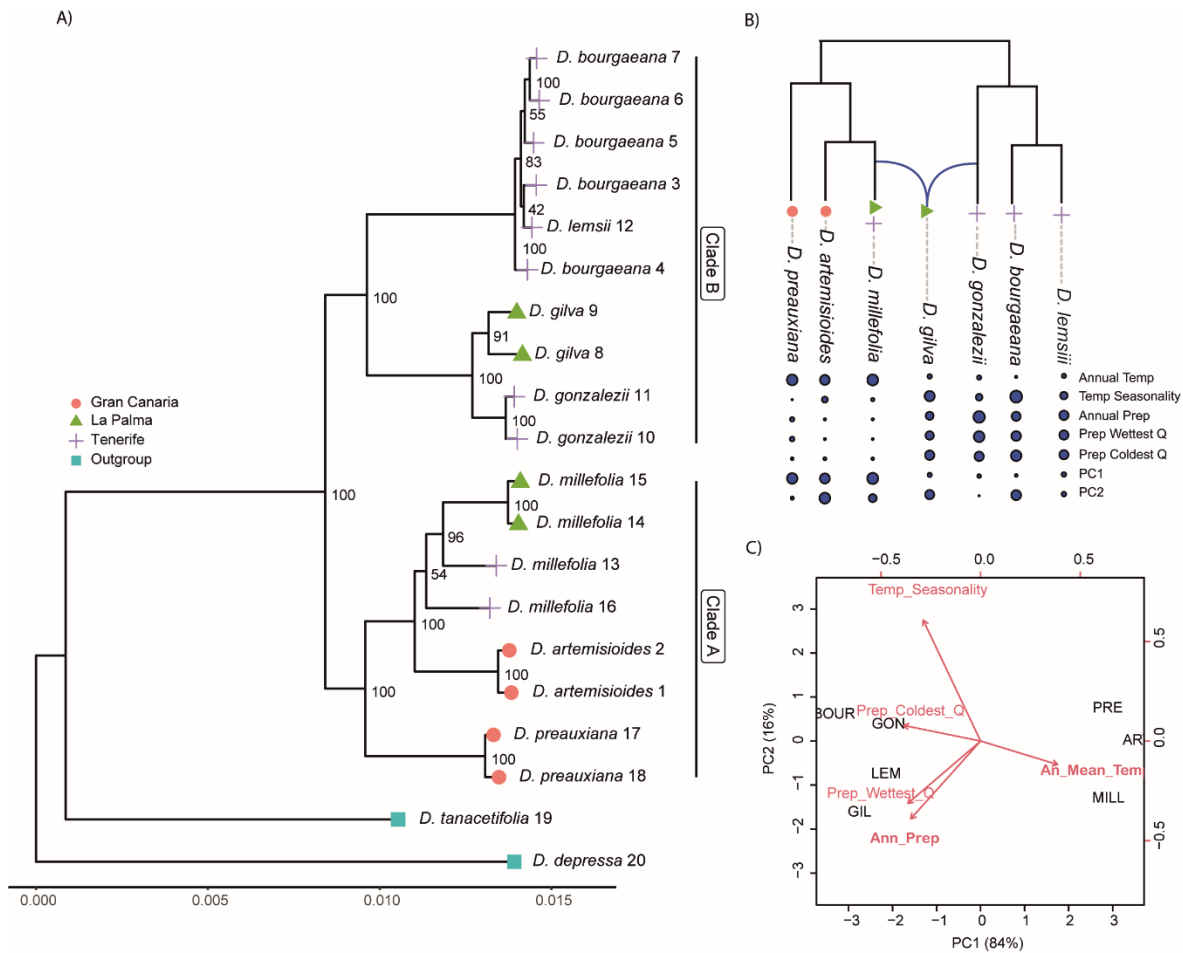 A)
D. bourgaeana 7
100
D. bourgaeana 6
55
D. bourgaeana 5
83
D. bourgaeana 3
42
D. lemsii 12
100
D. bourgaeana 4
100
D. gilva 9
91
D. gilva 8
100
D. gonzalezii 11
100
D. gonzalezii 10
Clade B
Gran Canaria
La Palma
Tenerife
Outgroup
100
D. millefolia 15
100
D. millefolia 14
96
D. millefolia 13
54
D. millefolia 16
100
D. artemisioides 2
100
D. artemisioides 1
100
D. preauxiana 17
100
D. preauxiana 18
Clade A
D. tanacetifolia 19
D. depressa 20
0.000 0.005 0.010 0.015
B)
D. preauxiana
D. artemisioides
D. millefolia
D. gilva
D. gonzalezii
D. bourgaeana
D. lemsiii
Annual Temp
Temp Seasonality
Annual Prep
Prep Wettest Q
Prep Coldest Q
PC1
PC2
C)
−0.5 0.0 0.5
Temp_Seasonality
Prep_Coldest_Q
BOUR
GON
PRE
AR
An_Mean_Tem
LEM
MILL
Prep_Wettest_Q
GIL
Ann_Prep
3
2
1
0
−1
−2
−3
PC2 (16%)
0.5
0.0
−0.5
−3 −2 −1 0 1 2 3
PC1 (84%)